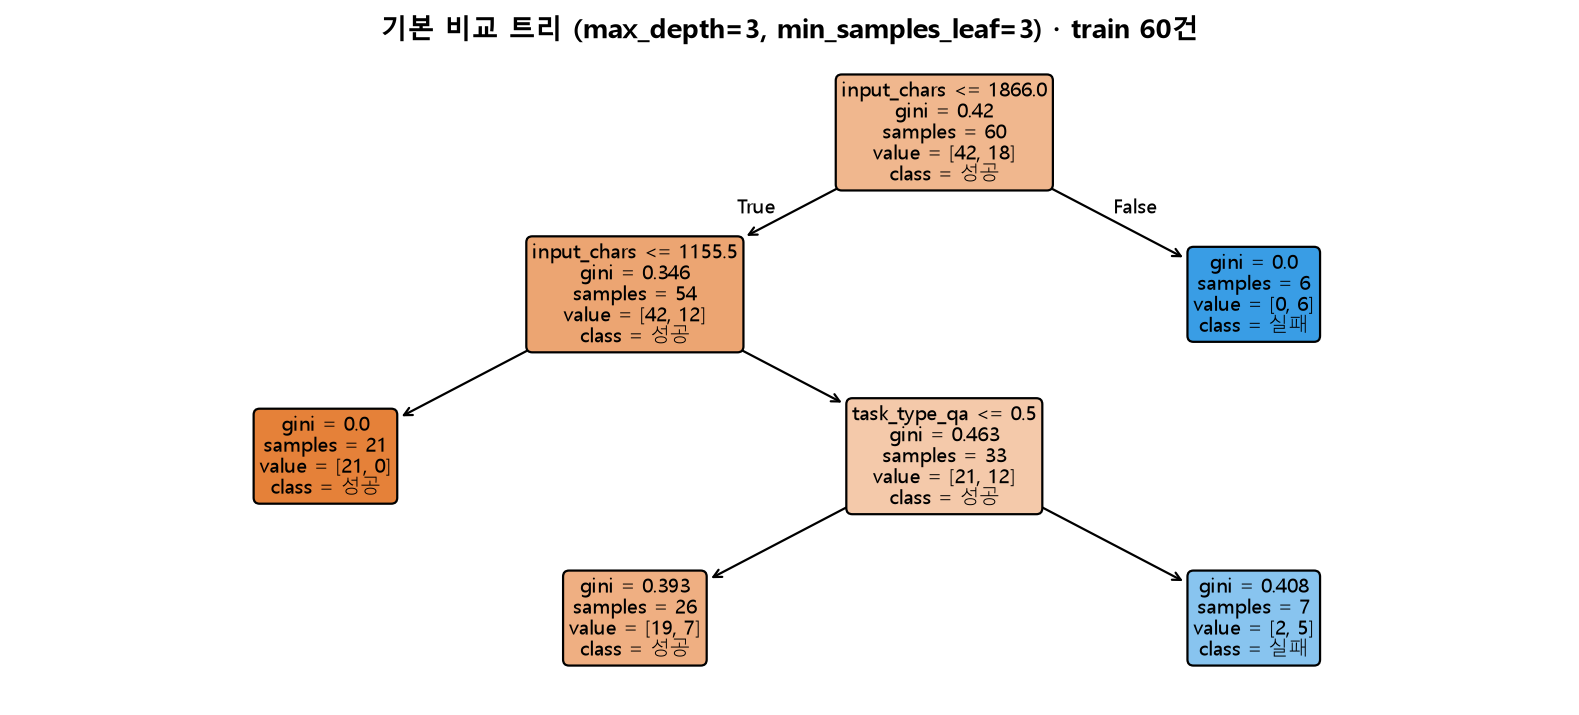 기본 비교 트리 (max_depth=3, min_samples_leaf=3) · train 60건
input_chars <= 1866.0
gini = 0.42
samples = 60
value = [42, 18]
class = 성공
True
False
input_chars <= 1155.5
gini = 0.346
samples = 54
value = [42, 12]
class = 성공
gini = 0.0
samples = 6
value = [0, 6]
class = 실패
gini = 0.0
samples = 21
value = [21, 0]
class = 성공
task_type_qa <= 0.5
gini = 0.463
samples = 33
value = [21, 12]
class = 성공
gini = 0.393
samples = 26
value = [19, 7]
class = 성공
gini = 0.408
samples = 7
value = [2, 5]
class = 실패